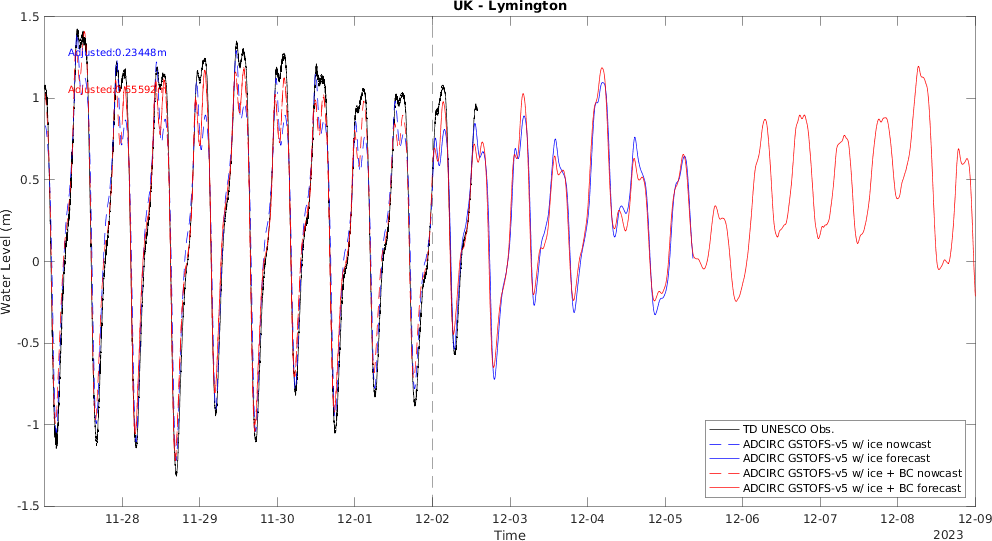 UK - Lymington
1.5
1
0.5
0
-0.5
-1
-1.5
Water Level (m)
Adjusted:0.23448m
TD UNESCO Obs.
ADCIRC GSTOFS-v5 w/ ice nowcast
ADCIRC GSTOFS-v5 w/ ice forecast
ADCIRC GSTOFS-v5 w/ ice + BC nowcast
ADCIRC GSTOFS-v5 w/ ice + BC forecast
11-28 11-29 11-30 12-01 12-02 12-03 12-04 12-05 12-06 12-07 12-08 12-09
Time
2023